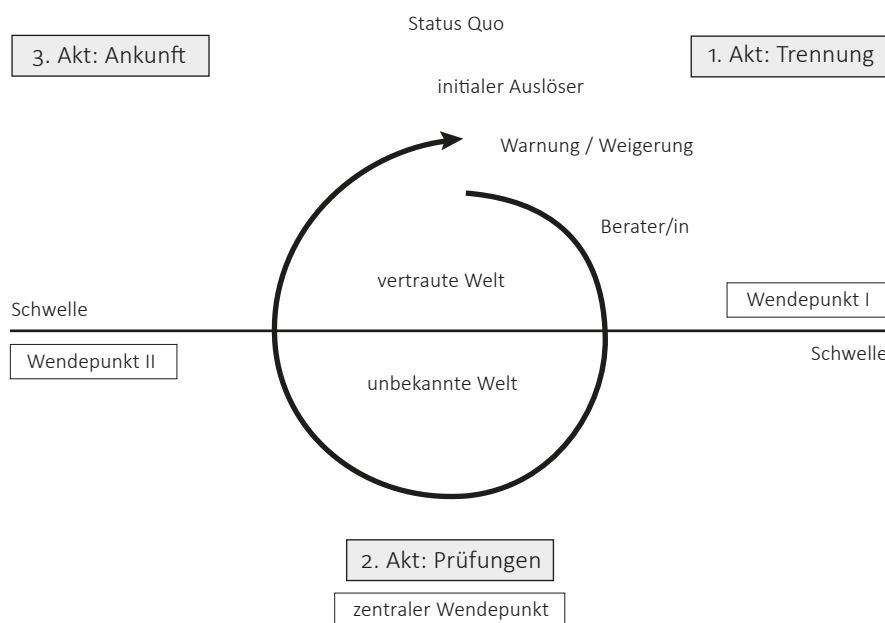 Status Quo
3. Akt: Ankunft
1. Akt: Trennung
initialer Auslöser
Warnung / Weigerung
Berater/in
vertraute Welt
Wendepunkt I
Schwelle
Wendepunkt II
Schwelle
unbekannte Welt
2. Akt: Prüfungen
zentraler Wendepunkt